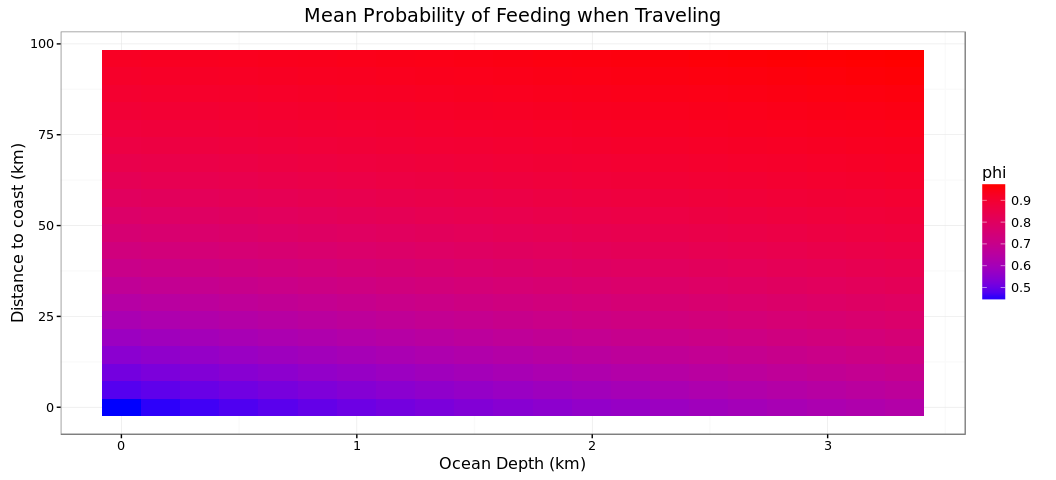 Mean Probability of Feeding when Traveling
100
75
50
25
0
Distance to coast (km)
0 1 2 3
Ocean Depth (km)
phi
0.9
0.8
0.7
0.6
0.5